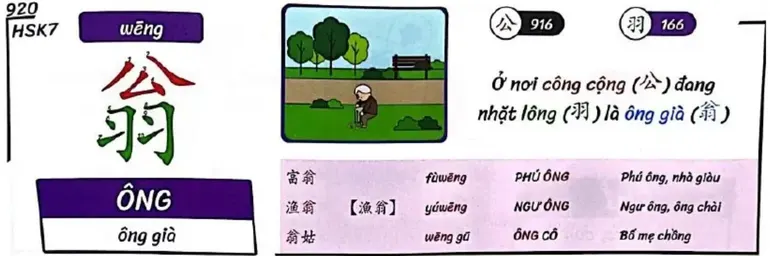 920
HSK7
wēng
翁
ÔNG
ông già
公 916
羽 166
Ở nơi công cộng (公) đang
nhặt lông (羽) là ông già (翁)
富翁 fùwēng PHÚ ÔNG Phú ông, nhà giàu
渔翁 【漁翁】 yúwēng NGƯ ÔNG Ngư ông, ông chài
翁姑 wēng gū ÔNG CÔ Bố mẹ chồng